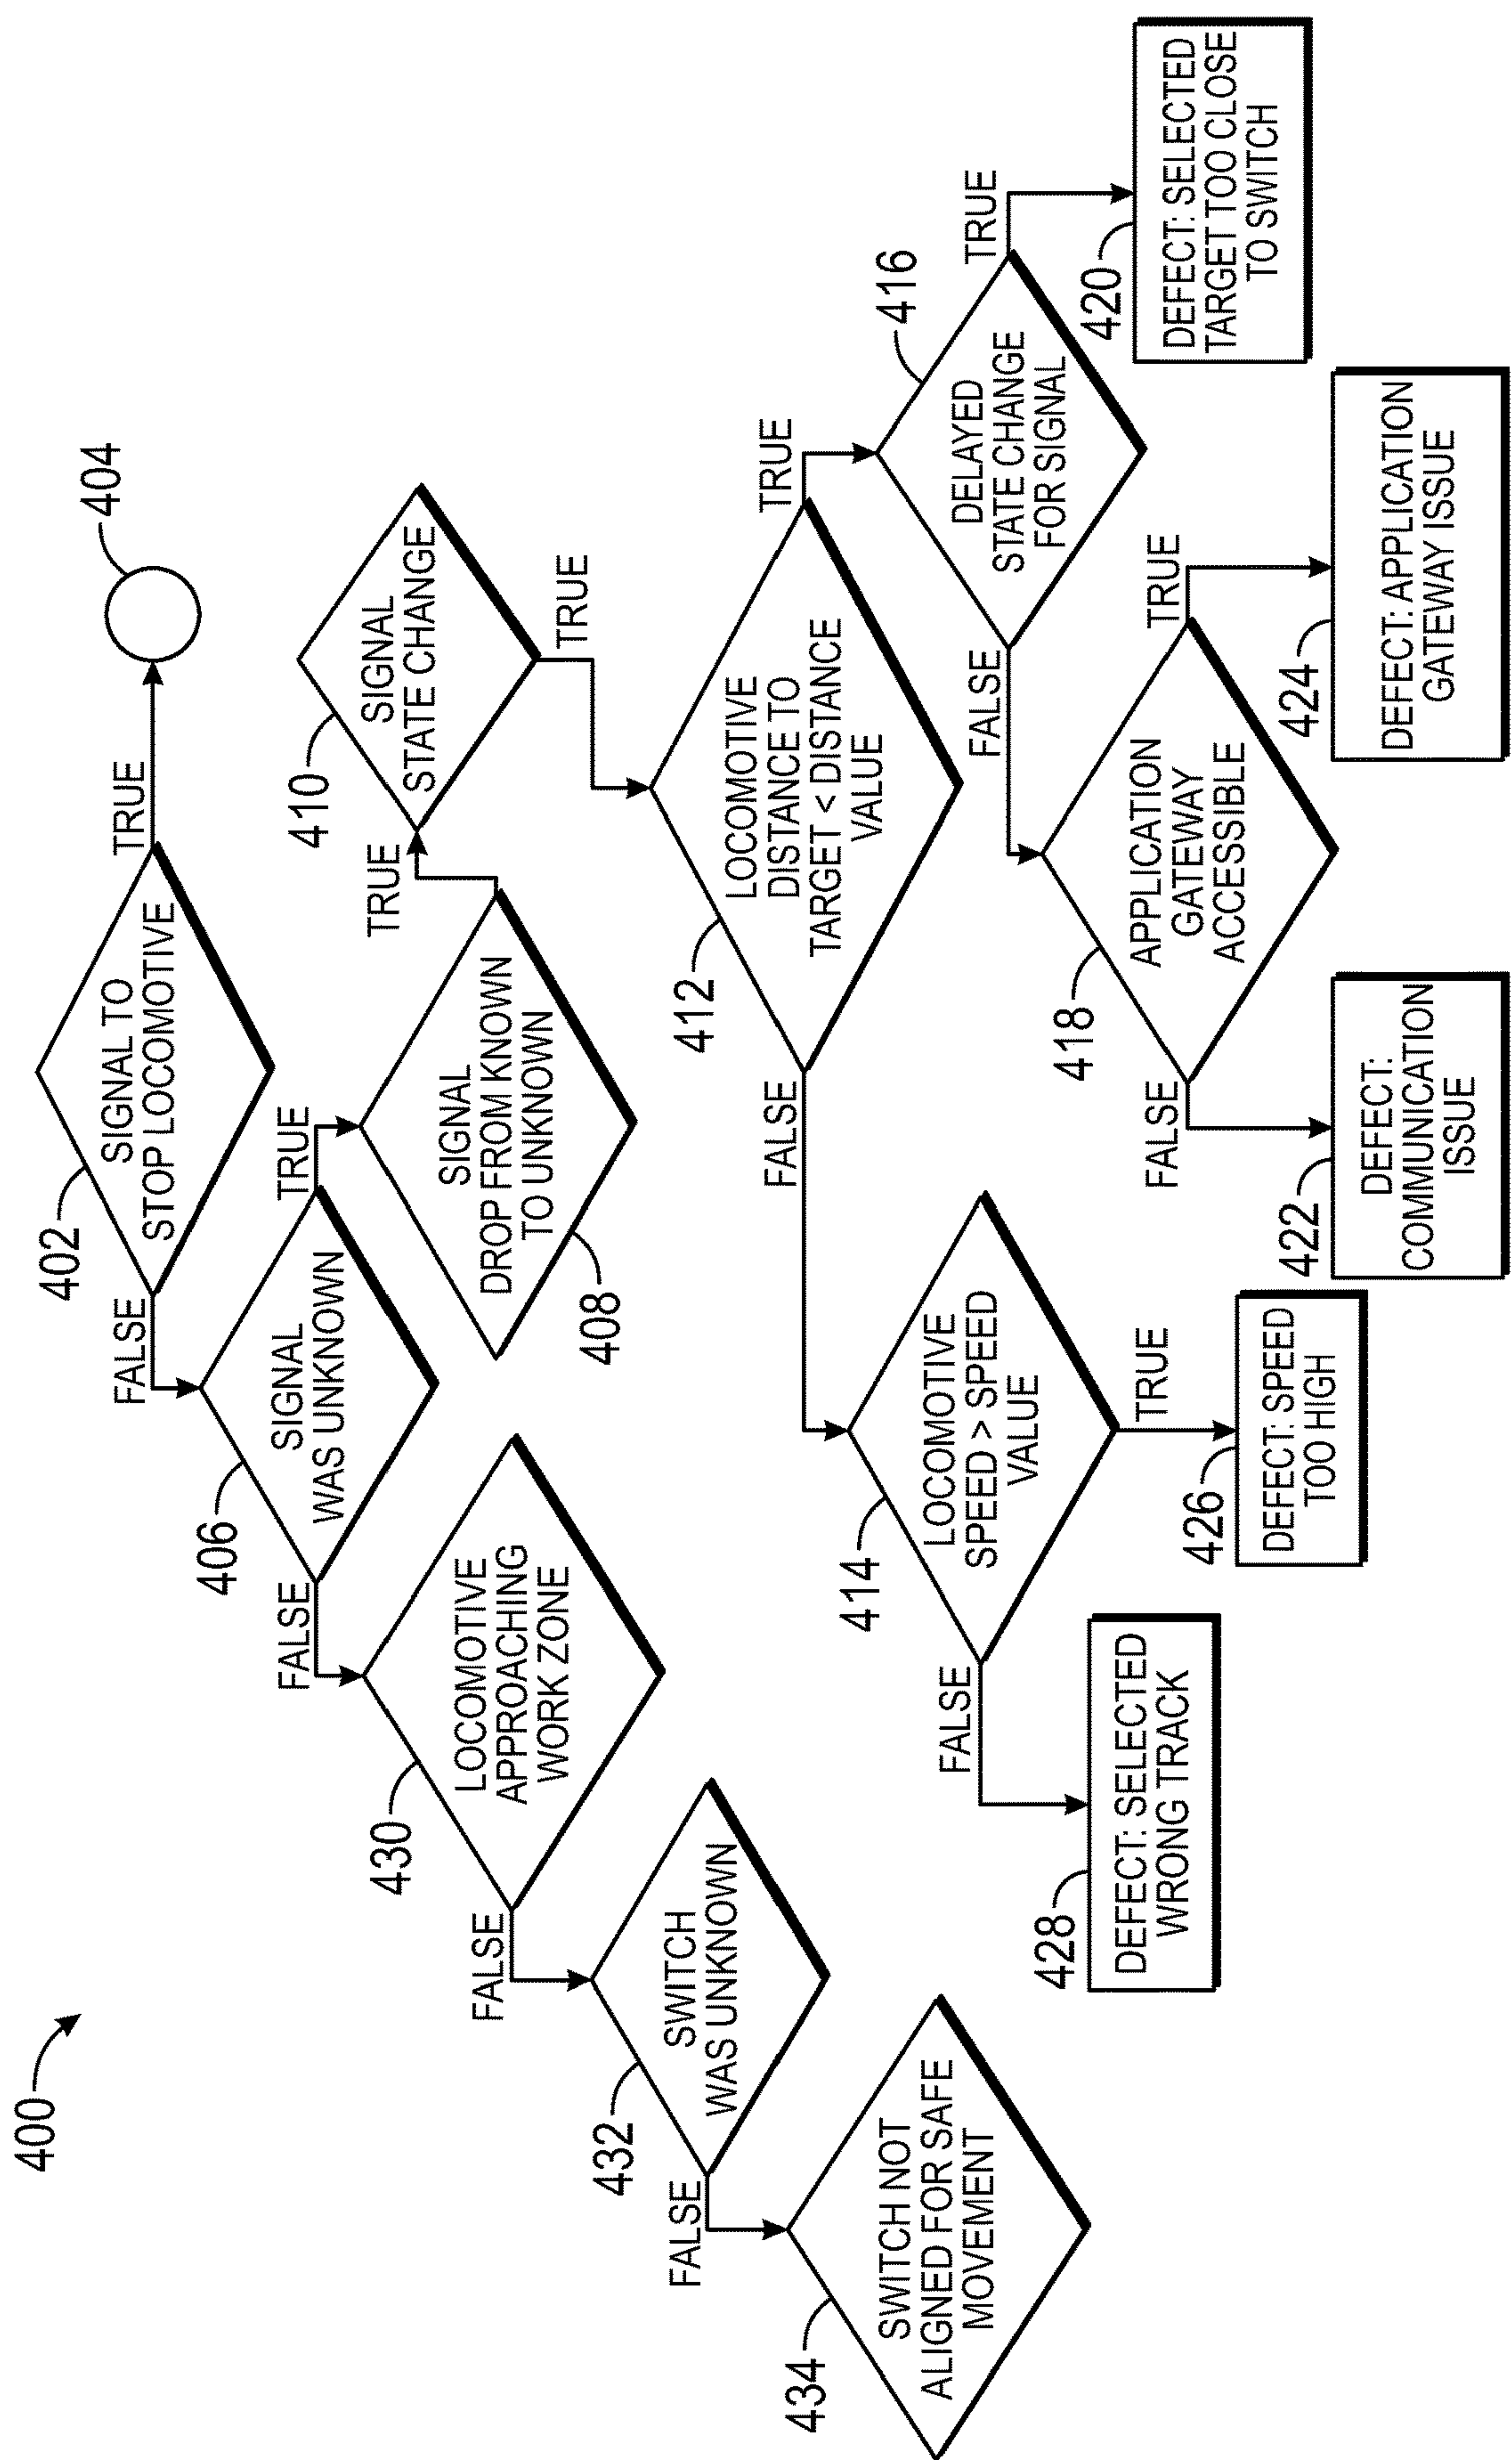 400
402
SIGNAL TO
STOP LOCOMOTIVE
TRUE
404
FALSE
406
SIGNAL
WAS UNKNOWN
TRUE
FALSE
408
SIGNAL
DROP FROM KNOWN
TO UNKNOWN
TRUE
410
SIGNAL
STATE CHANGE
TRUE
430
LOCOMOTIVE
APPROACHING
WORK ZONE
FALSE
432
SWITCH
WAS UNKNOWN
FALSE
434
SWITCH NOT
ALIGNED FOR SAFE
MOVEMENT
412
LOCOMOTIVE
DISTANCE TO
TARGET < DISTANCE
VALUE
FALSE
TRUE
414
LOCOMOTIVE
SPEED > SPEED
VALUE
FALSE
TRUE
416
DELAYED
STATE CHANGE
FOR SIGNAL
FALSE
TRUE
418
APPLICATION
GATEWAY
ACCESSIBLE
FALSE
TRUE
428
DEFECT: SELECTED
WRONG TRACK
426
DEFECT: SPEED
TOO HIGH
422
DEFECT:
COMMUNICATION
ISSUE
424
DEFECT: APPLICATION
GATEWAY ISSUE
420
DEFECT: SELECTED
TARGET TOO CLOSE
TO SWITCH